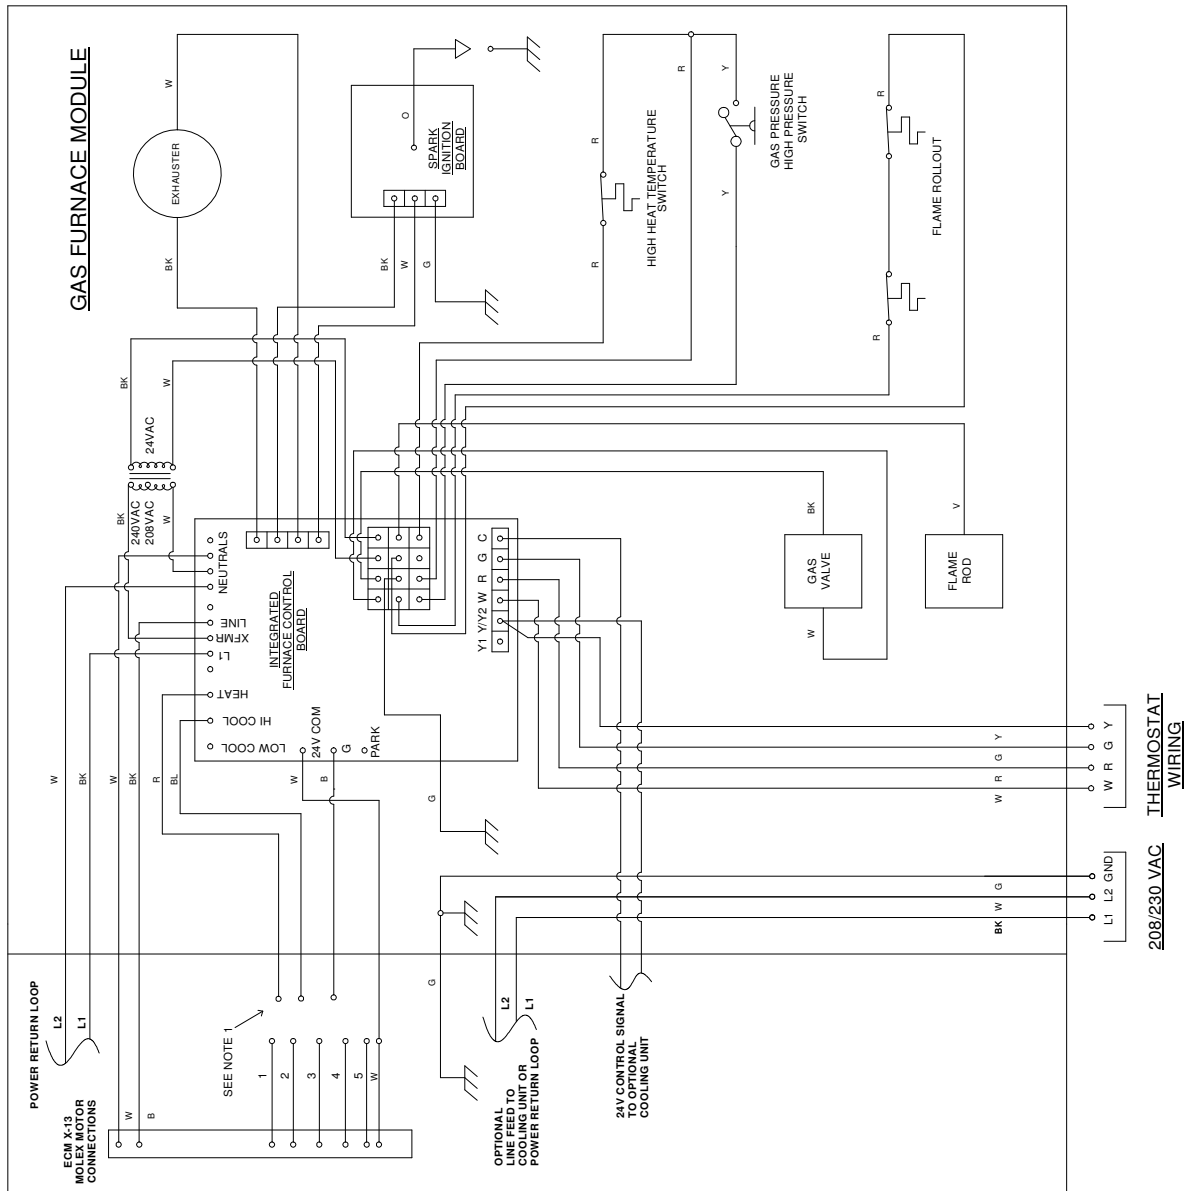 GAS FURNACE MODULE
EXHAUSTER
W
BK
SPARK
IGNITION
BOARD
O
BK
W
G
HIGH HEAT TEMPERATURE
SWITCH
R
R
R
Y
Y
GAS PRESSURE
HIGH PRESSURE
SWITCH
FLAME ROLLOUT
R
R
BK
W
24VAC
240VAC
208VAC
BK
W
NEUTRALS
LINE
XFMR
L1
HEAT
HI COOL
LOW COOL
INTEGRATED
FURNACE CONTROL
BOARD
24V COM
G
PARK
Y1 Y/Y2 W R G C
GAS
VALVE
BK
W
FLAME
ROD
V
W
BK
W
BK
R
BL
W
B
G
Y
G
R
W
W R G Y
THERMOSTAT
WIRING
G
W
BK
L1 L2 GND
208/230 VAC
POWER RETURN LOOP
L2
L1
ECM X-13
MOLEX MOTOR
CONNECTIONS
W
B
SEE NOTE 1
1
2
3
4
5
W
G
OPTIONAL
LINE FEED TO
COOLING UNIT OR
POWER RETURN LOOP
L2
L1
24V CONTROL SIGNAL
TO OPTIONAL
COOLING UNIT